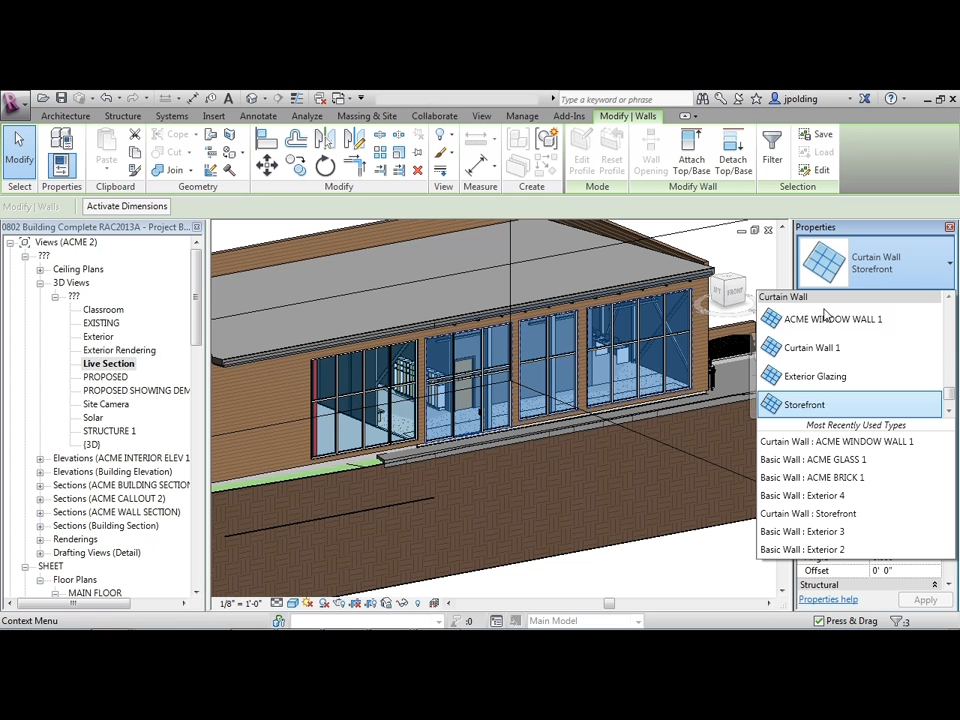 Type a keyword or phrase
jpolding
Architecture Structure Systems Insert Annotate Analyze Massing & Site Collaborate View Manage Add-Ins Modify | Walls
Modify
Paste
Cope
Cut
Join
Edit Profile
Reset Profile
Wall Opening
Attach Top/Base
Detach Top/Base
Filter
Save
Load
Edit
Select Properties Clipboard Geometry Modify View Measure Create Mode Modify Wall Selection
Modify | Walls
Activate Dimensions
0802 Building Complete RAC2013A - Project B...
Views (ACME 2)
???
Ceiling Plans
3D Views
???
Classroom
EXISTING
Exterior
Exterior Rendering
Live Section
PROPOSED
PROPOSED SHOWING DEM
Site Camera
Solar
STRUCTURE 1
{3D}
Elevations (ACME INTERIOR ELEV 1
Elevations (Building Elevation)
Sections (ACME BUILDING SECTION
Sections (ACME CALLOUT 2)
Sections (ACME WALL SECTION)
Sections (Building Section)
Renderings
Drafting Views (Detail)
SHEET
Floor Plans
MAIN FLOOR
FRONT
Properties
Curtain Wall
Storefront
Curtain Wall
ACME WINDOW WALL 1
Curtain Wall 1
Exterior Glazing
Storefront
Most Recently Used Types
Curtain Wall : ACME WINDOW WALL 1
Basic Wall : ACME GLASS 1
Basic Wall : ACME BRICK 1
Basic Wall : Exterior 4
Curtain Wall : Storefront
Basic Wall : Exterior 3
Basic Wall : Exterior 2
Offset 0' 0"
Structural
Properties help
Apply
1/8" = 1'-0"
Context Menu
:0
Main Model
Press & Drag
:3